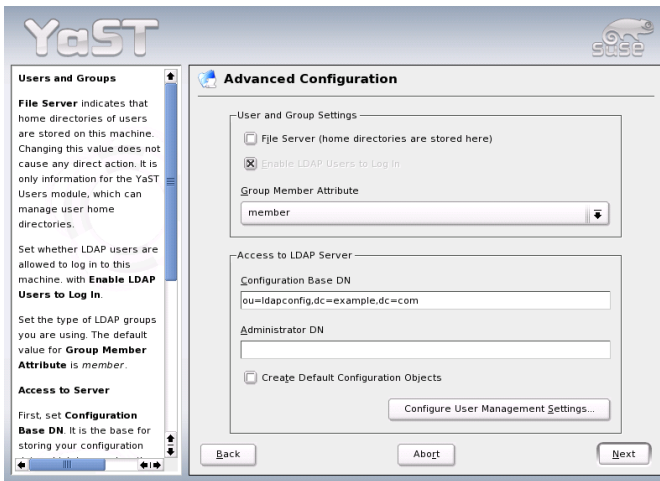 YaST
SUSE
Users and Groups
File Server indicates that
home directories of users
are stored on this machine.
Changing this value does not
cause any direct action. It is
only information for the YaST
Users module, which can
manage user home
directories.
Set whether LDAP users are
allowed to log in to this
machine. with Enable LDAP
Users to Log In.
Set the type of LDAP groups
you are using. The default
value for Group Member
Attribute is member.
Access to Server
First, set Configuration
Base DN. It is the base for
storing your configuration
Advanced Configuration
User and Group Settings
File Server (home directories are stored here)
Enable LDAP Users to Log In
Group Member Attribute
member
Access to LDAP Server
Configuration Base DN
ou=ldapconfig,dc=example,dc=com
Administrator DN
Create Default Configuration Objects
Configure User Management Settings...
Back
Abort
Next